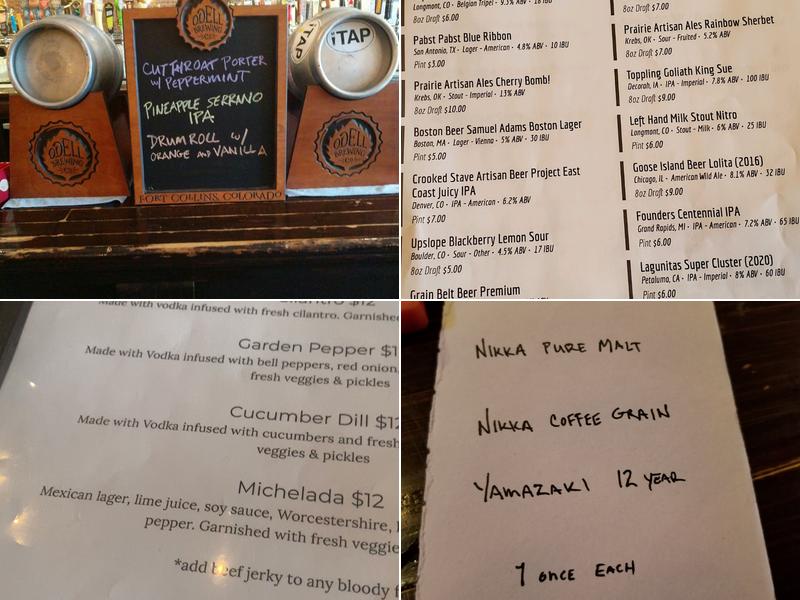 ODELL
BREWING
CO
CUTTHROAT PORTER
W/ PEPPERMINT
PINEAPPLE SERRANO
IPA
DRUMROLL W/
ORANGE AND VANILLA
FORT COLLINS, COLORADO
ODELL
BREWING
CO
iTAP
iTAP
ODELL
BREWING
CO
Longmont, CO - Belgian Tripel - 9.5% ABV - 18 IBU
8oz Draft $6.00
Pabst Pabst Blue Ribbon
San Antonio, TX - Lager - American - 4.8% ABV - 10 IBU
Pint $3.00
Prairie Artisan Ales Cherry Bomb!
Krebs, OK - Stout - Imperial - 13% ABV
8oz Draft $10.00
Boston Beer Samuel Adams Boston Lager
Boston, MA - Lager - Vienna - 5% ABV - 30 IBU
Pint $5.00
Crooked Stave Artisan Beer Project East
Coast Juicy IPA
Denver, CO - IPA - American - 6.2% ABV
Pint $7.00
Upslope Blackberry Lemon Sour
Boulder, CO - Sour - Other - 4.5% ABV - 17 IBU
8oz Draft $5.00
Grain Belt Beer Premium
8oz Draft $7.00
Prairie Artisan Ales Rainbow Sherbet
Krebs, OK - Sour - Fruited - 5.2% ABV
8oz Draft $7.00
Toppling Goliath King Sue
Decorah, IA - IPA - Imperial - 7.8% ABV - 100 IBU
8oz $9.00
Left Hand Milk Stout Nitro
Longmont, CO - Stout - Milk - 6% ABV - 25 IBU
Pint $6.00
Goose Island Beer Lolita (2016)
Chicago, IL - American Wild Ale - 8.1% ABV - 32 IBU
8oz Draft $9.00
Founders Centennial IPA
Grand Rapids, MI - IPA - American - 7.2% ABV - 65 IBU
Pint $6.00
Lagunitas Super Cluster (2020)
Petaluma, CA - IPA - Imperial - 8% ABV - 60 IBU
Pint $6.00
Cilantro $12
Made with vodka infused with fresh cilantro. Garnished
Garden Pepper $1
Made with Vodka infused with bell peppers, red onion,
fresh veggies & pickles
Cucumber Dill $12
Made with Vodka infused with cucumbers and fresh
veggies & pickles
Michelada $12
Mexican lager, lime juice, soy sauce, Worcestershire,
pepper. Garnished with fresh veggie
*add beef jerky to any bloody f
NIKKA PURE MALT
NIKKA COFFEE GRAIN
YAMAZAKI 12 YEAR
1 ONCE EACH